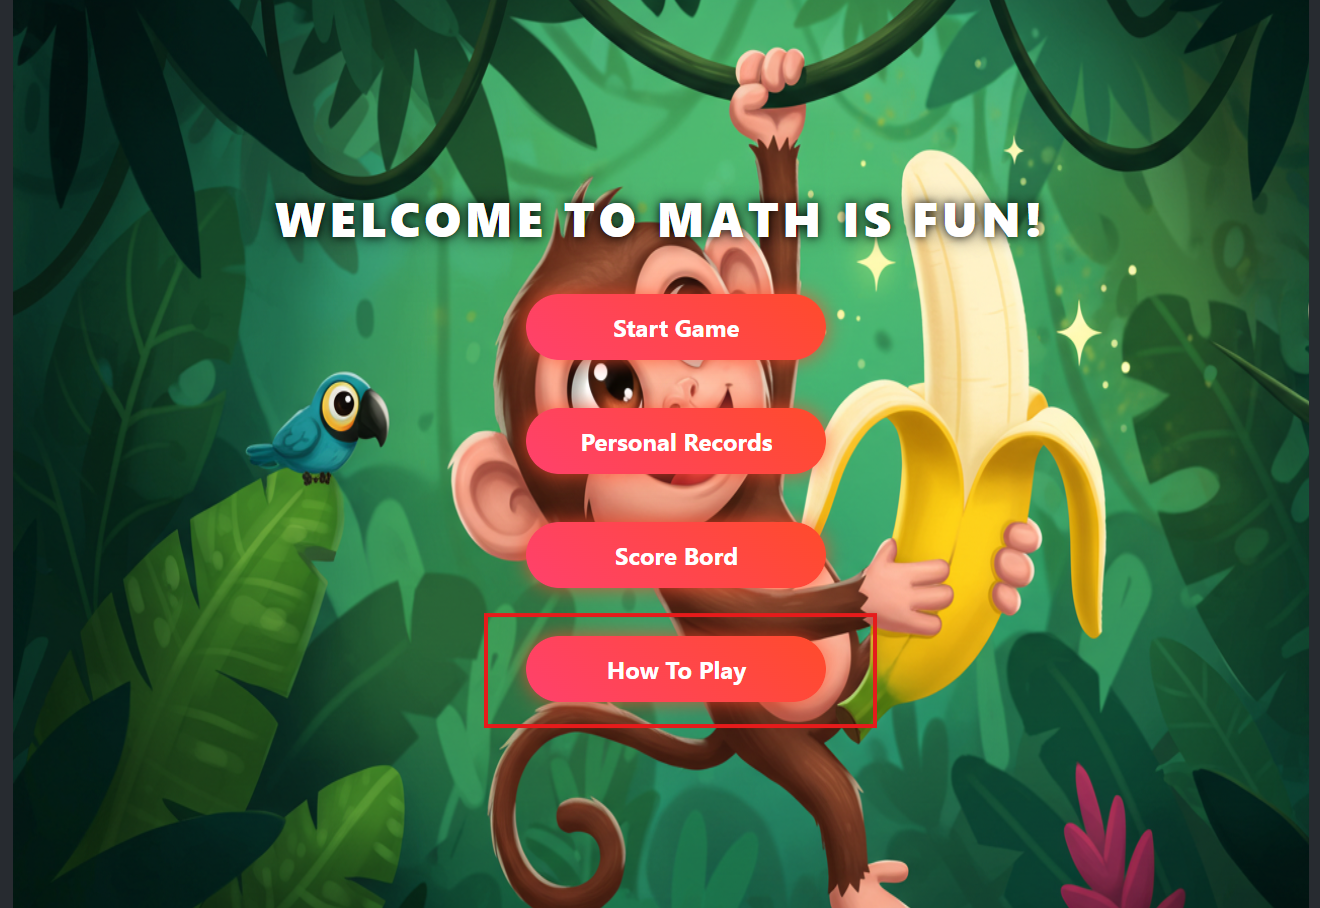 WELCOME TO MATH IS FUN!
Start Game
Personal Records
Score Bord
How To Play